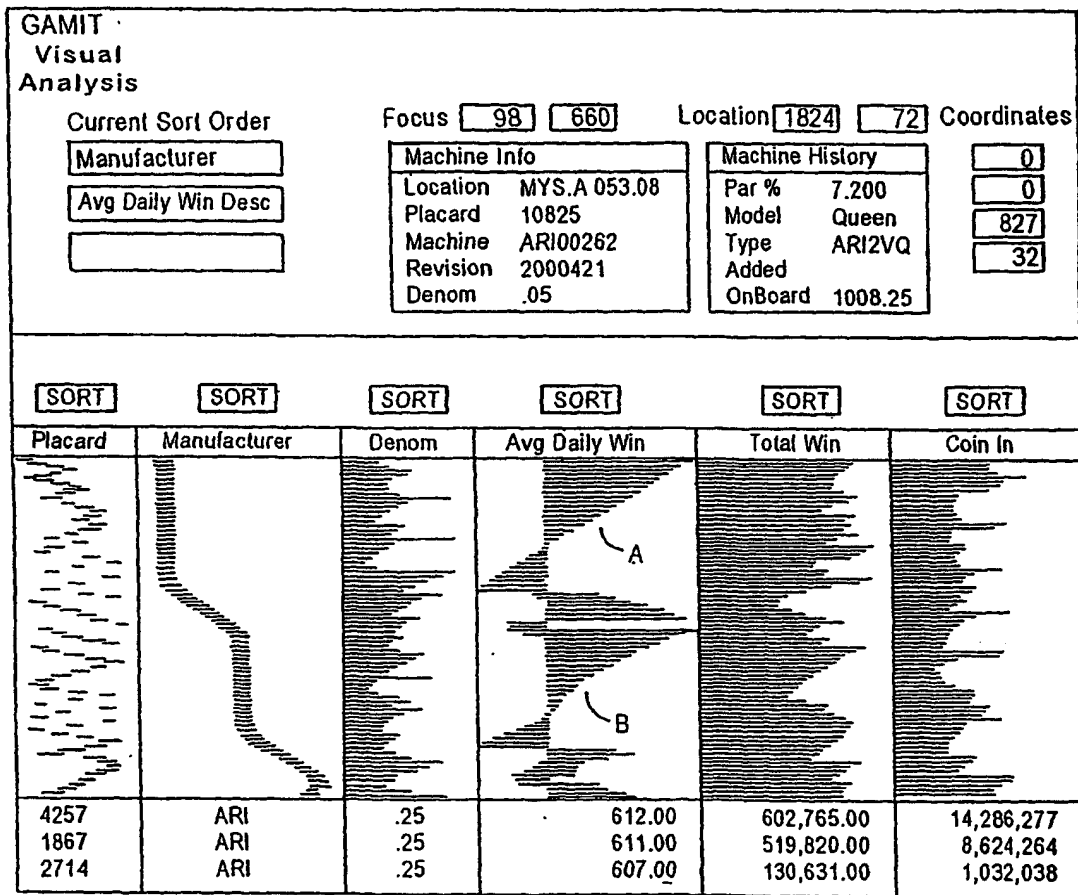 GAMIT
Visual
Analysis
Current Sort Order
Manufacturer
Avg Daily Win Desc
Focus 98 660
Location 1824 72
Coordinates
0
0
827
32
Machine Info
Location MYS.A 053.08
Placard 10825
Machine ARI00262
Revision 2000421
Denom .05
Machine History
Par % 7.200
Model Queen
Type ARI2VQ
Added
OnBoard 1008.25
SORT SORT SORT SORT SORT SORT
Placard Manufacturer Denom Avg Daily Win Total Win Coin In
A
B
4257 ARI .25 612.00 602,765.00 14,286,277
1867 ARI .25 611.00 519,820.00 8,624,264
2714 ARI .25 607.00 130,631.00 1,032,038